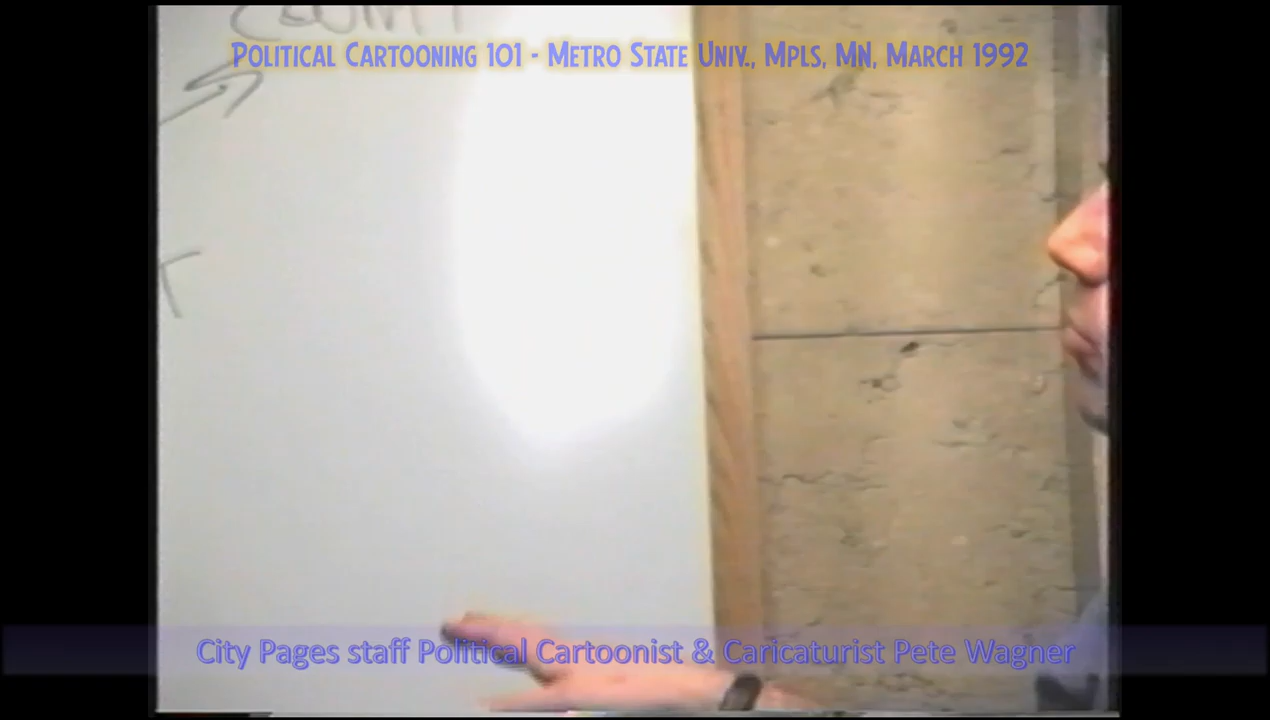 POLITICAL CARTOONING 101 - METRO STATE UNIV., MPLS, MN, MARCH 1992
T
City Pages staff Political Cartoonist & Caricaturist Pete Wagner